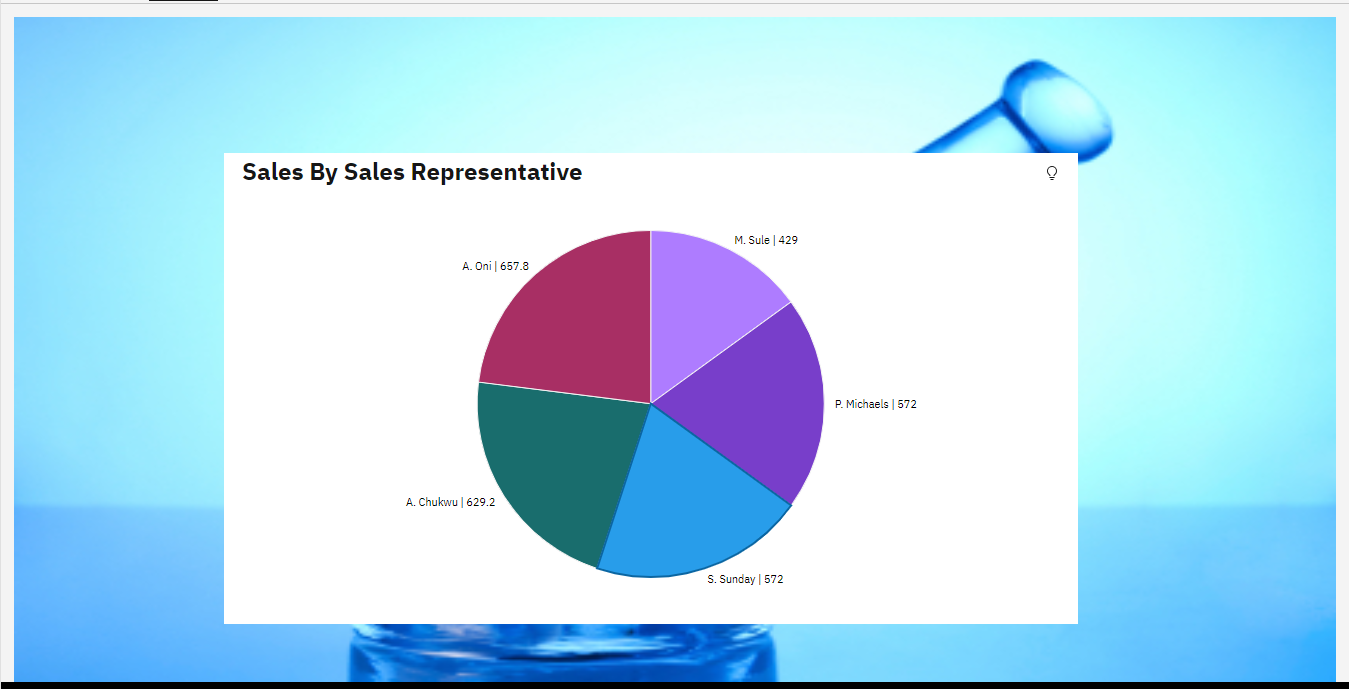 Sales By Sales Representative
M. Sule | 429
A. Oni | 657.8
P. Michaels | 572
A. Chukwu | 629.2
S. Sunday | 572